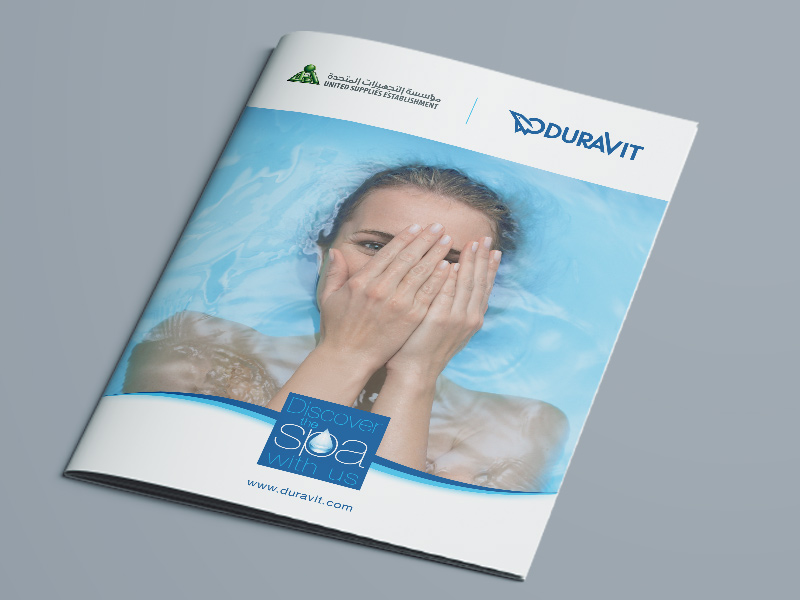 مؤسسة التجهيزات المتحدة
UNITED SUPPLIES ESTABLISHMENT
DURAVIT
Discover
the
spa
with us
www.duravit.com